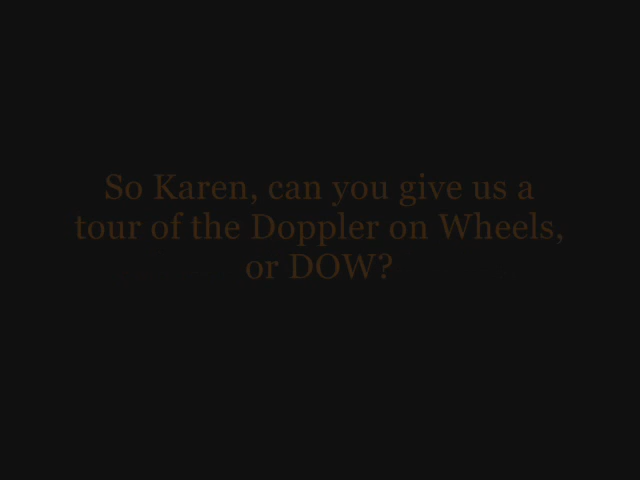 So Karen, can you give us a
tour of the Doppler on Wheels,
or DOW?